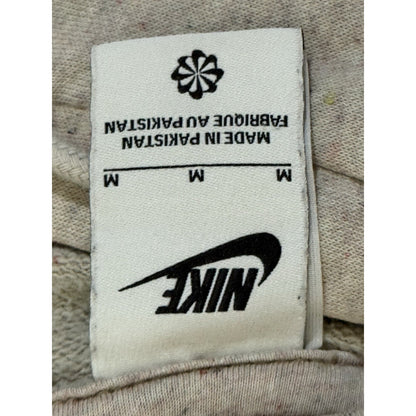 NIKE
M M M
MADE IN PAKISTAN
FABRIQUE AU PAKISTAN